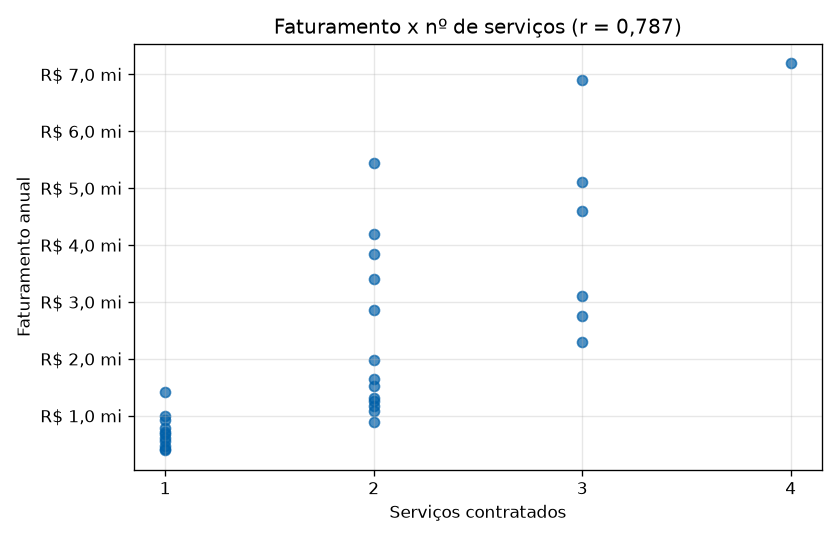 Faturamento x nº de serviços (r = 0,787)
R$ 7,0 mi
R$ 6,0 mi
R$ 5,0 mi
R$ 4,0 mi
R$ 3,0 mi
R$ 2,0 mi
R$ 1,0 mi
Faturamento anual
1 2 3 4
Serviços contratados